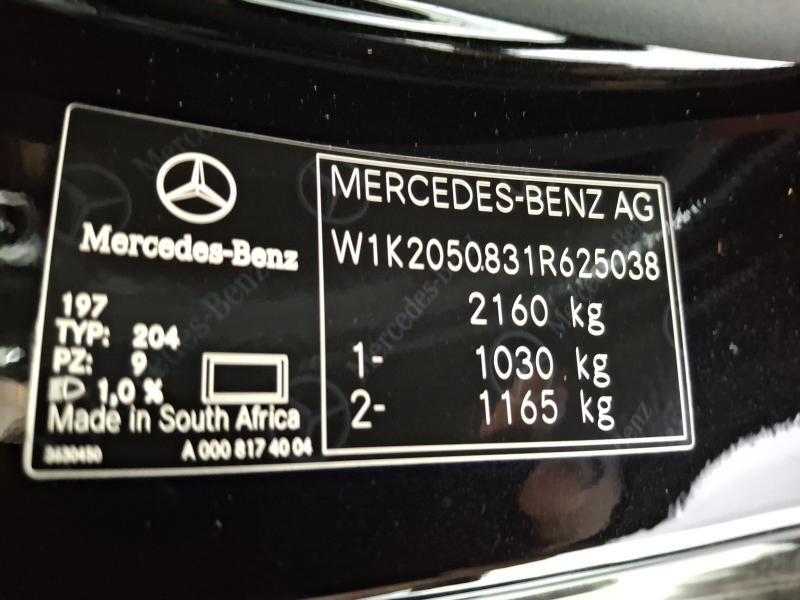 Mercedes-Benz
197
TYP: 204
PZ: 9
1,0 %
Made in South Africa
3630450
A 000 817 40 04
MERCEDES-BENZ AG
W1K2050831R625038
2160 kg
1- 1030 kg
2- 1165 kg